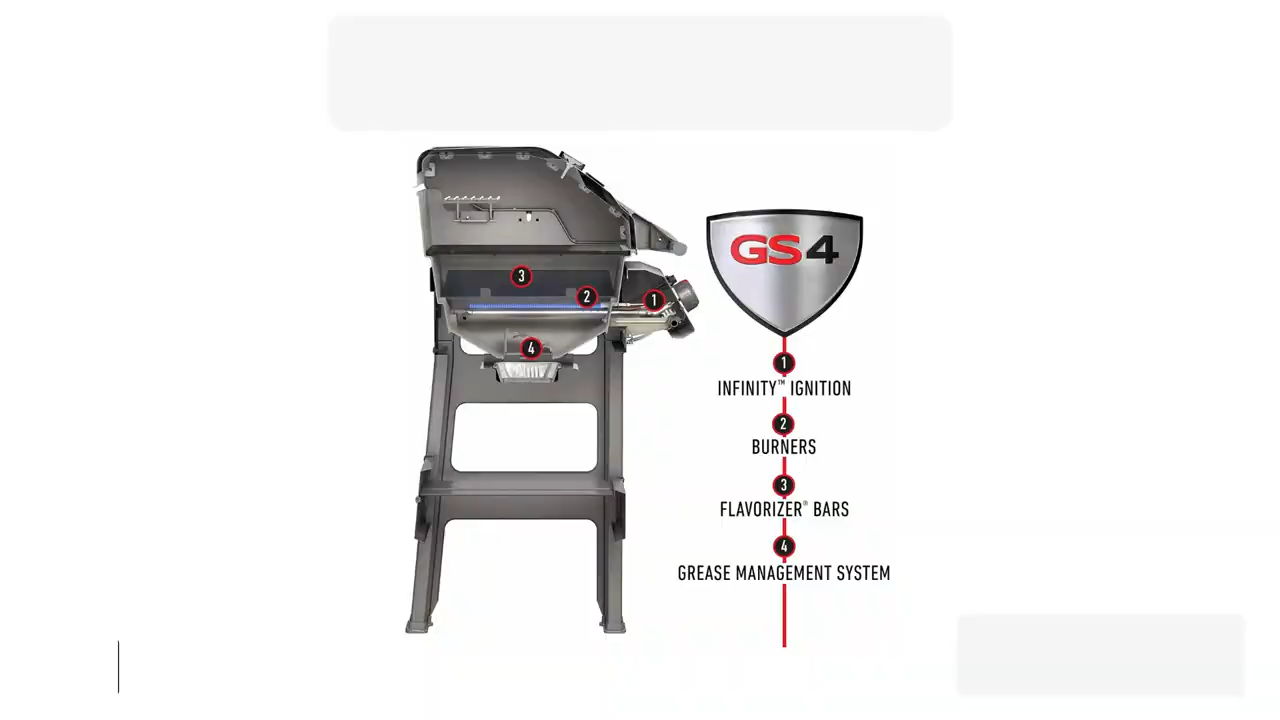 GS4
3
2
1
4
1
INFINITY™ IGNITION
2
BURNERS
3
FLAVORIZER® BARS
4
GREASE MANAGEMENT SYSTEM